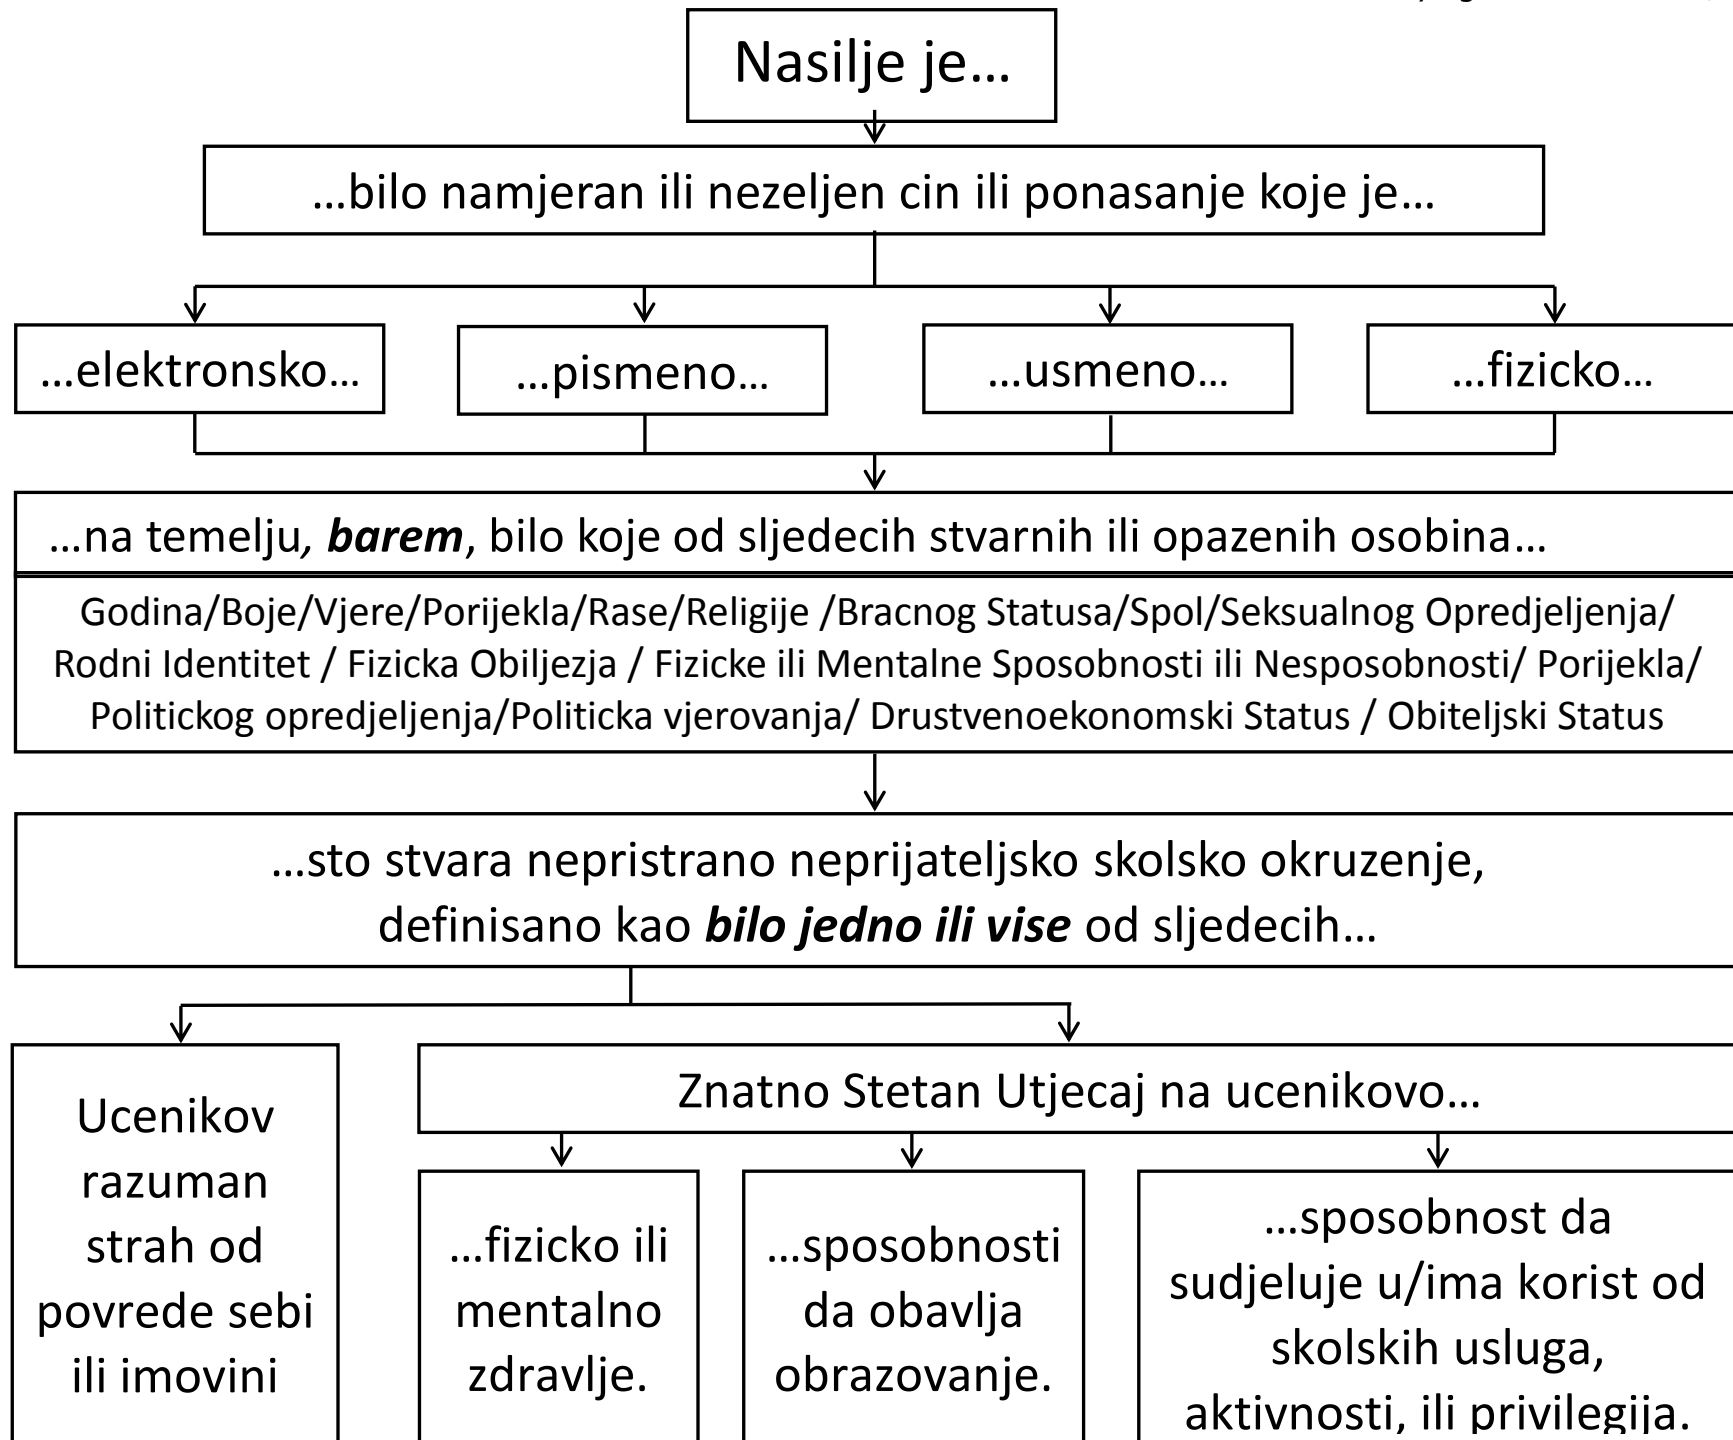 Nasilje je...
...bilo namjeran ili nezeljen cin ili ponasanje koje je...
...elektronsko...
...pismeno...
...usmeno...
...fizicko...
...na temelju, barem, bilo koje od sljedecih stvarnih ili opazenih osobina...
Godina/Boje/Vjere/Porijekla/Rase/Religije /Bracnog Statusa/Spol/Seksualnog Opredjeljenja/
Rodni Identitet / Fizicka Obiljezja / Fizicke ili Mentalne Sposobnosti ili Nesposobnosti/ Porijekla/
Politickog opredjeljenja/Politicka vjerovanja/ Drustvenoekonomski Status / Obiteljski Status
...sto stvara nepristrano neprijateljsko skolsko okruzenje,
definisano kao bilo jedno ili vise od sljedecih...
Ucenikov
razuman
strah od
povrede sebi
ili imovini
Znatno Stetan Utjecaj na ucenikovo...
...fizicko ili
mentalno
zdravlje.
...sposobnosti
da obavlja
obrazovanje.
...sposobnost da
sudjeluje u/ima korist od
skolskih usluga,
aktivnosti, ili privilegija.